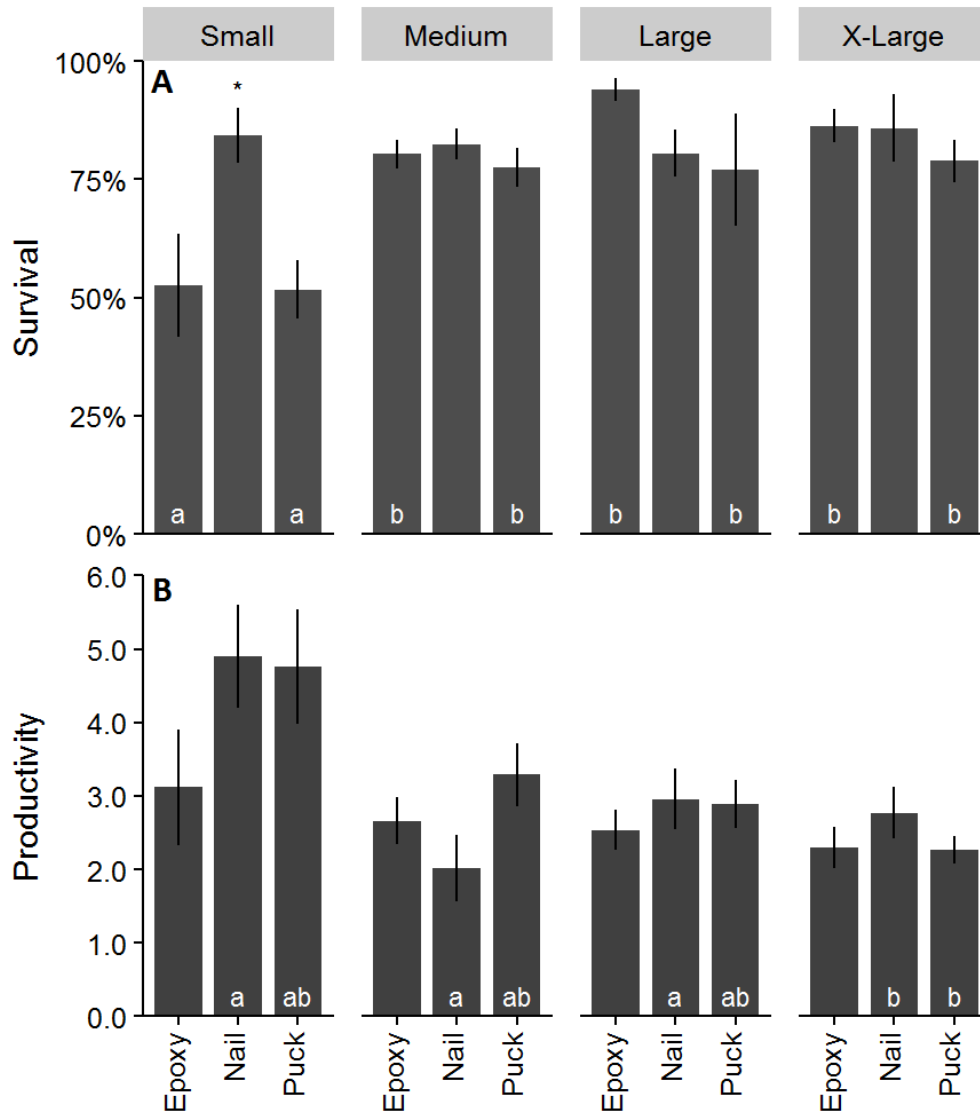 Small Medium Large X-Large
A
*
100%
75%
50%
25%
0%
Survival
a a b b b b b b
B
6.0
5.0
4.0
3.0
2.0
1.0
0.0
Productivity
a ab a ab a ab b b
Epoxy Nail Puck Epoxy Nail Puck Epoxy Nail Puck Epoxy Nail Puck